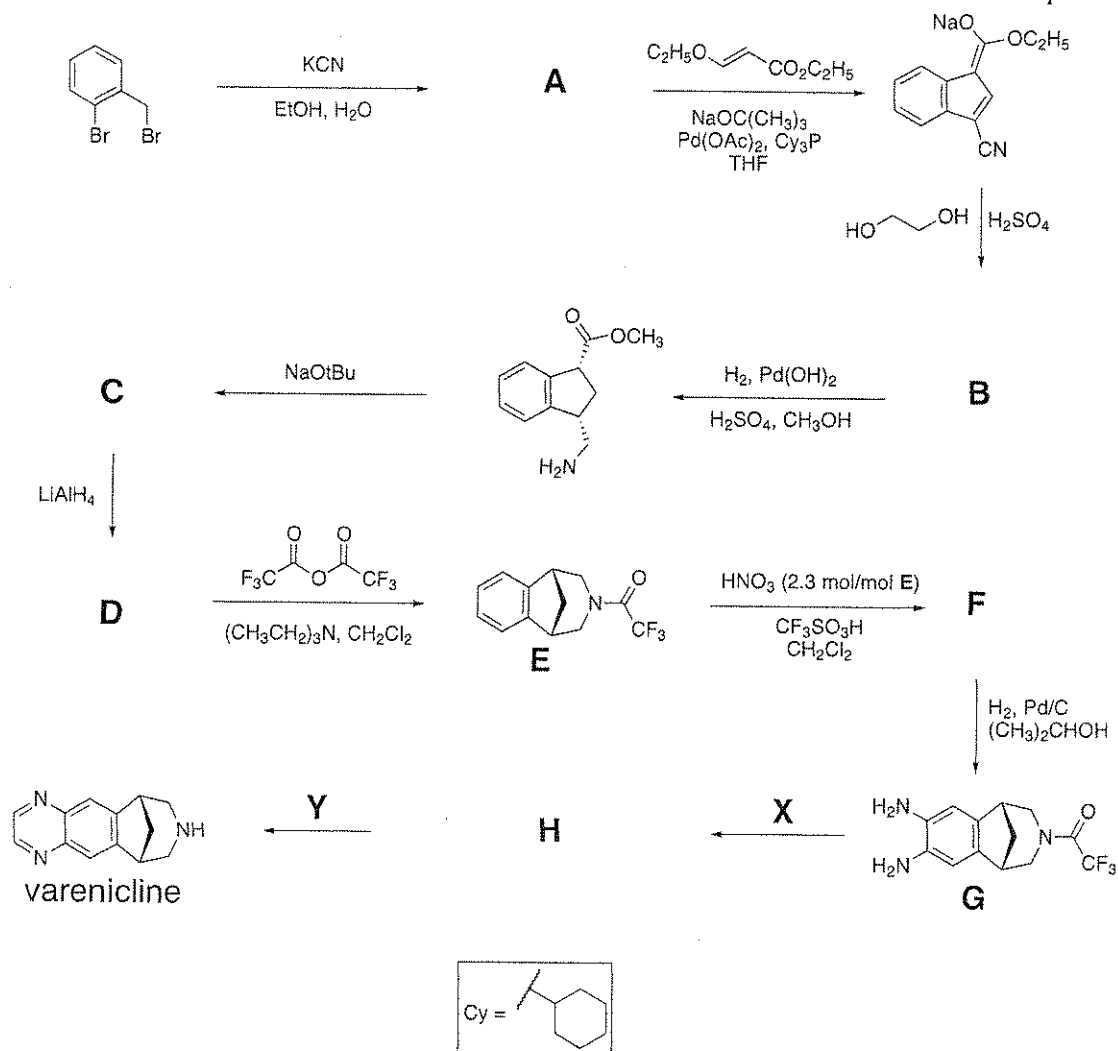 NaO
OC₂H₅
CN
Br
Br
KCN
EtOH, H₂O
A
C₂H₅O
CO₂C₂H₅
NaOC(CH₃)₃
Pd(OAc)₂, Cy₃P
THF
HO
OH
H₂SO₄
C
NaOtBu
O
OCH₃
H₂N
H₂, Pd(OH)₂
H₂SO₄, CH₃OH
B
LiAlH₄
D
O
O
F₃C
O
CF₃
(CH₃CH₂)₃N, CH₂Cl₂
N
O
CF₃
E
HNO₃ (2.3 mol/mol E)
CF₃SO₃H
CH₂Cl₂
F
H₂, Pd/C
(CH₃)₂CHOH
N
N
NH
varenicline
Y
H
X
H₂N
H₂N
N
O
CF₃
G
Cy =